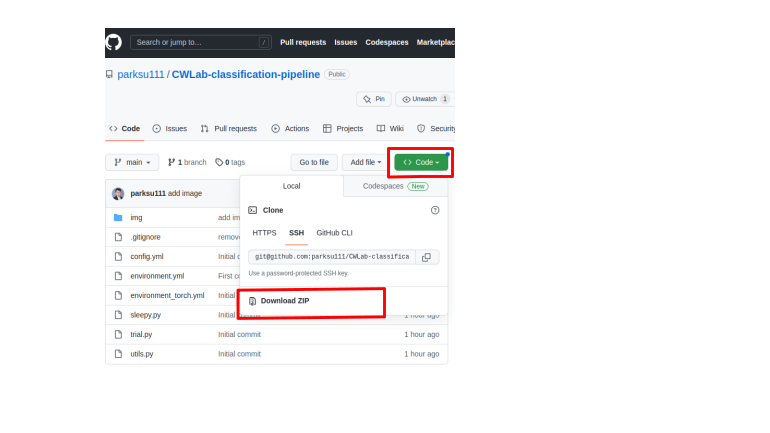 Search or jump to... /
Pull requests Issues Codespaces Marketplac
parksu111 / CWLab-classification-pipeline Public
Pin Unwatch 1
Code Issues Pull requests Actions Projects Wiki Security
main 1 branch 0 tags Go to file Add file Code
Local Codespaces New
parksu111 add image
Clone
img add im
HTTPS SSH GitHub CLI
.gitignore remove
config.yml Initial c
git@github.com:parksu111/CWLab-classifica
environment.yml First co
Use a password-protected SSH key.
environment_torch.yml Initial
Download ZIP
sleepy.py Initial 1 hour ago
trial.py Initial commit 1 hour ago
utils.py Initial commit 1 hour ago